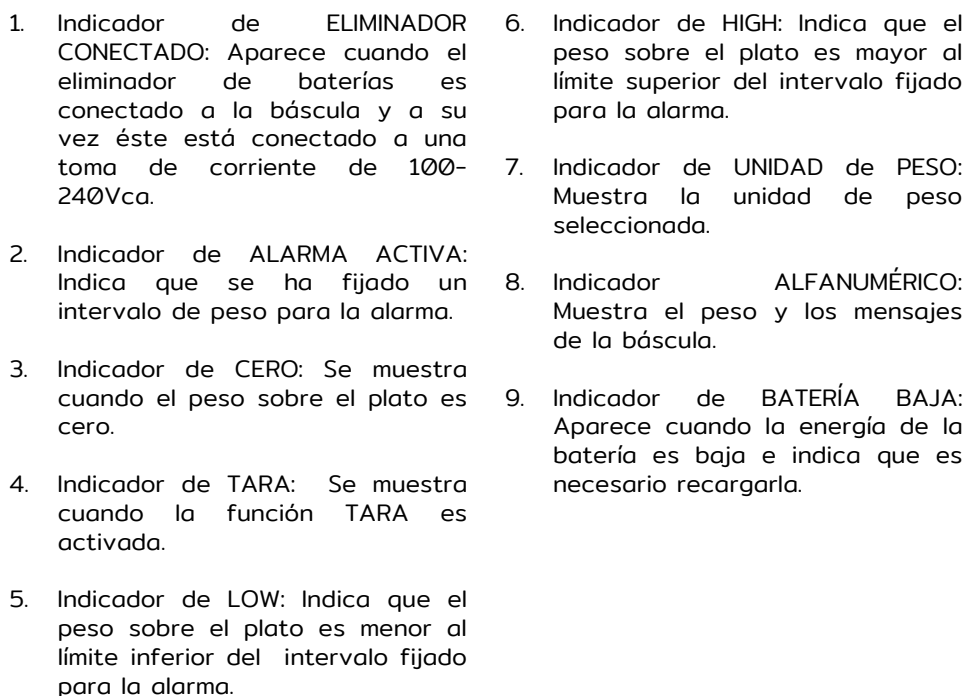 1. Indicador de ELIMINADOR
CONECTADO: Aparece cuando el
eliminador de baterías es
conectado a la báscula y a su
vez éste está conectado a una
toma de corriente de 100-
240Vca.
2. Indicador de ALARMA ACTIVA:
Indica que se ha fijado un
intervalo de peso para la alarma.
3. Indicador de CERO: Se muestra
cuando el peso sobre el plato es
cero.
4. Indicador de TARA: Se muestra
cuando la función TARA es
activada.
5. Indicador de LOW: Indica que el
peso sobre el plato es menor al
límite inferior del intervalo fijado
para la alarma.
6. Indicador de HIGH: Indica que el
peso sobre el plato es mayor al
límite superior del intervalo fijado
para la alarma.
7. Indicador de UNIDAD de PESO:
Muestra la unidad de peso
seleccionada.
8. Indicador ALFANUMÉRICO:
Muestra el peso y los mensajes
de la báscula.
9. Indicador de BATERÍA BAJA:
Aparece cuando la energía de la
batería es baja e indica que es
necesario recargarla.